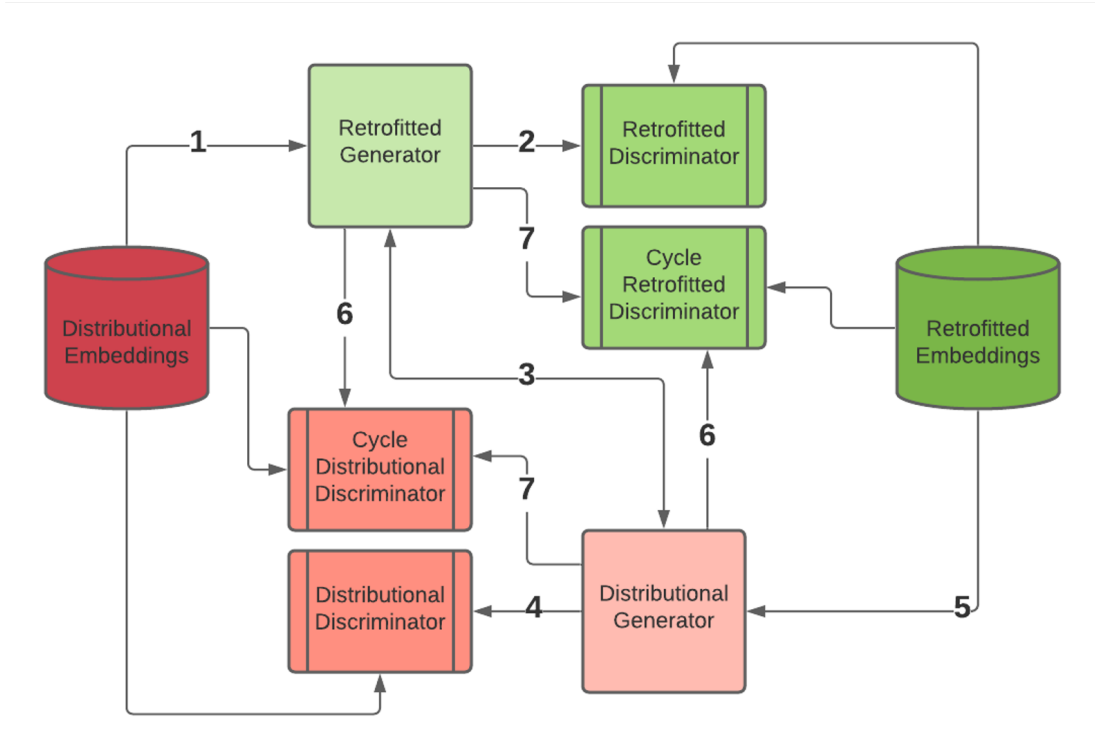 1
Retrofitted
Generator
2
Retrofitted
Discriminator
7
Cycle
Retrofitted
Discriminator
Distributional
Embeddings
6
Retrofitted
Embeddings
3
6
Cycle
Distributional
Discriminator
7
Distributional
Discriminator
4
Distributional
Generator
5